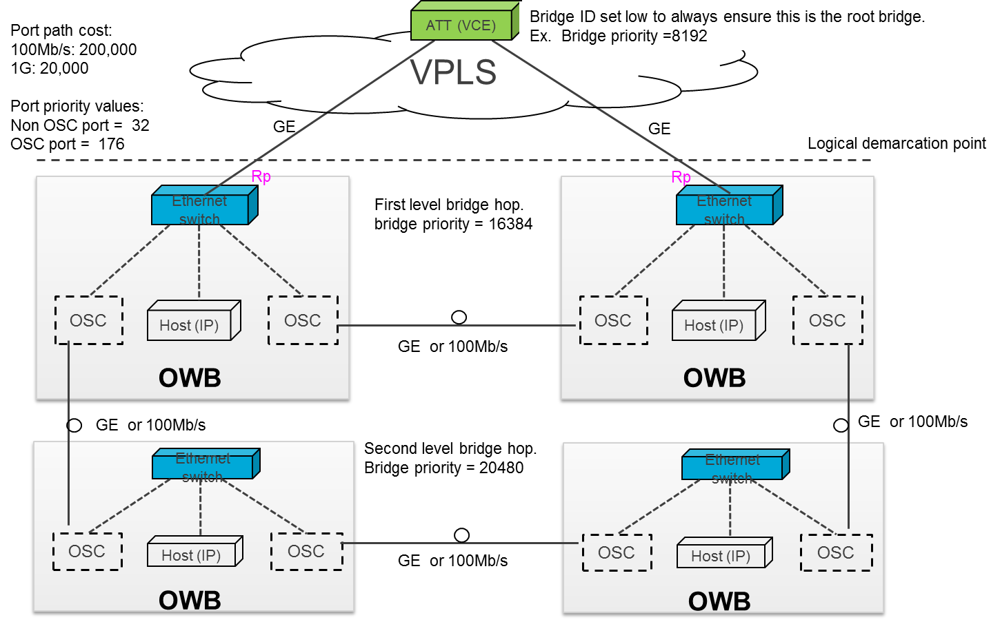 ATT (VCE)
Bridge ID set low to always ensure this is the root bridge.
Ex.  Bridge priority =8192
Port path cost:
100Mb/s: 200,000
1G: 20,000
VPLS
Port priority values:
Non OSC port =  32
OSC port =  176
GE
GE
Logical demarcation point
Rp
Rp
Ethernet
switch
First level bridge hop.
bridge priority = 16384
Ethernet
switch
OSC
Host (IP)
OSC
OSC
Host (IP)
OSC
GE  or 100Mb/s
OWB
OWB
GE  or 100Mb/s
GE  or 100Mb/s
Ethernet
switch
Second level bridge hop.
Bridge priority = 20480
Ethernet
switch
OSC
Host (IP)
OSC
OSC
Host (IP)
OSC
GE  or 100Mb/s
OWB
OWB